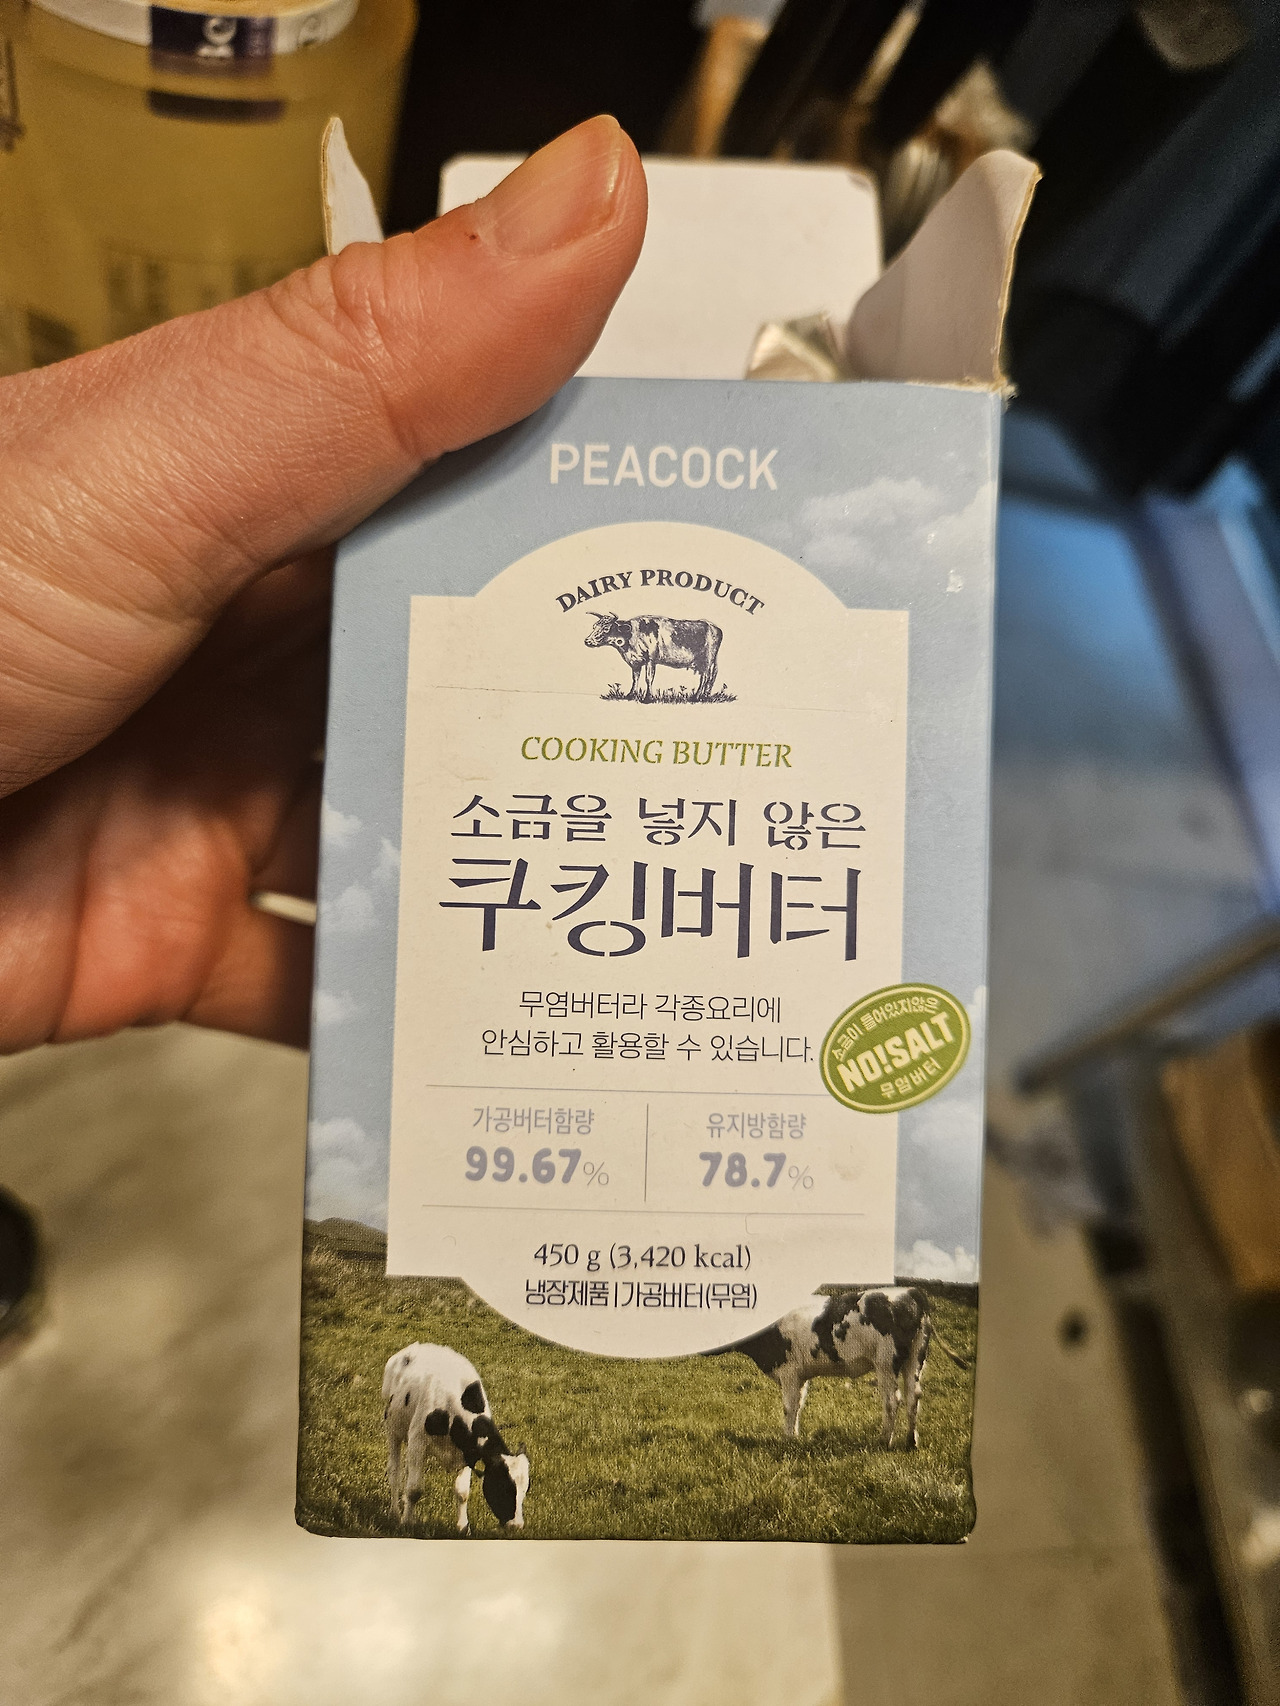 PEACOCK
DAIRY PRODUCT
COOKING BUTTER
소금을 넣지 않은
쿠킹버터
무염버터라 각종요리에
안심하고 활용할 수 있습니다.
소금이 들어있지않은
NO!SALT
무염버터
가공버터함량 유지방함량
99.67% 78.7%
450 g (3,420 kcal)
냉장제품 | 가공버터(무염)